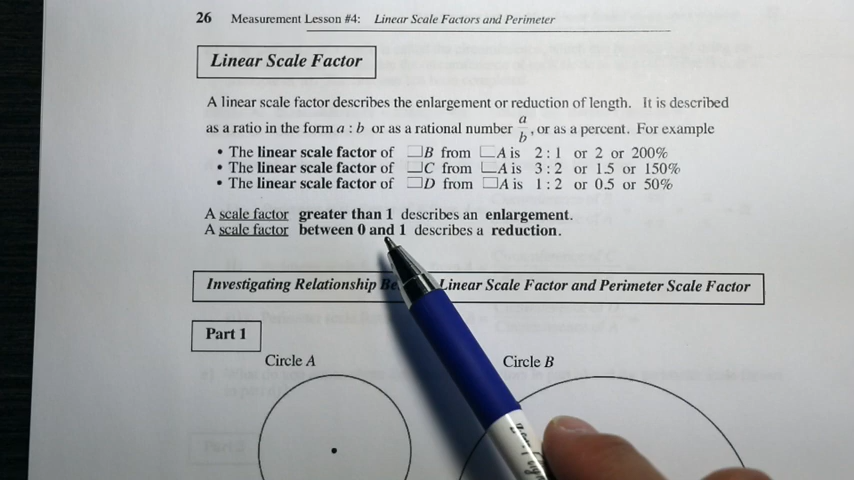 26 Measurement Lesson #4: Linear Scale Factors and Perimeter
Linear Scale Factor
A linear scale factor describes the enlargement or reduction of length. It is described
as a ratio in the form a : b or as a rational number a/b, or as a percent. For example
• The linear scale factor of □B from □A is 2 : 1 or 2 or 200%
• The linear scale factor of □C from □A is 3 : 2 or 1.5 or 150%
• The linear scale factor of □D from □A is 1 : 2 or 0.5 or 50%
A scale factor greater than 1 describes an enlargement.
A scale factor between 0 and 1 describes a reduction.
Investigating Relationship Linear Scale Factor and Perimeter Scale Factor
Part 1
Circle A
Circle B